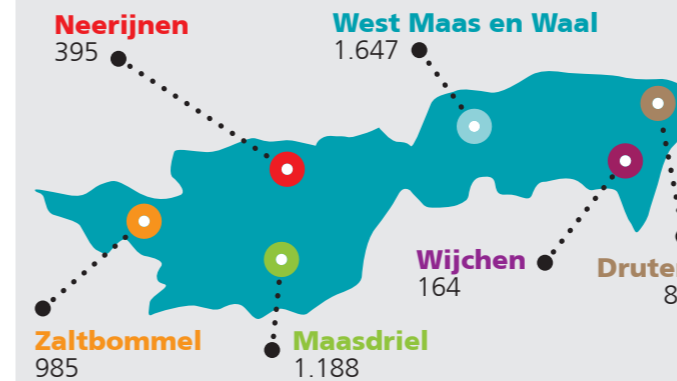 Neerijnen
395
West Maas en Waal
1.647
Wijchen
164
Zaltbommel
985
Maasdriel
1.188